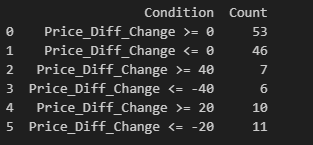 Condition Count
0 Price_Diff_Change >= 0 53
1 Price_Diff_Change <= 0 46
2 Price_Diff_Change >= 40 7
3 Price_Diff_Change <= -40 6
4 Price_Diff_Change >= 20 10
5 Price_Diff_Change <= -20 11